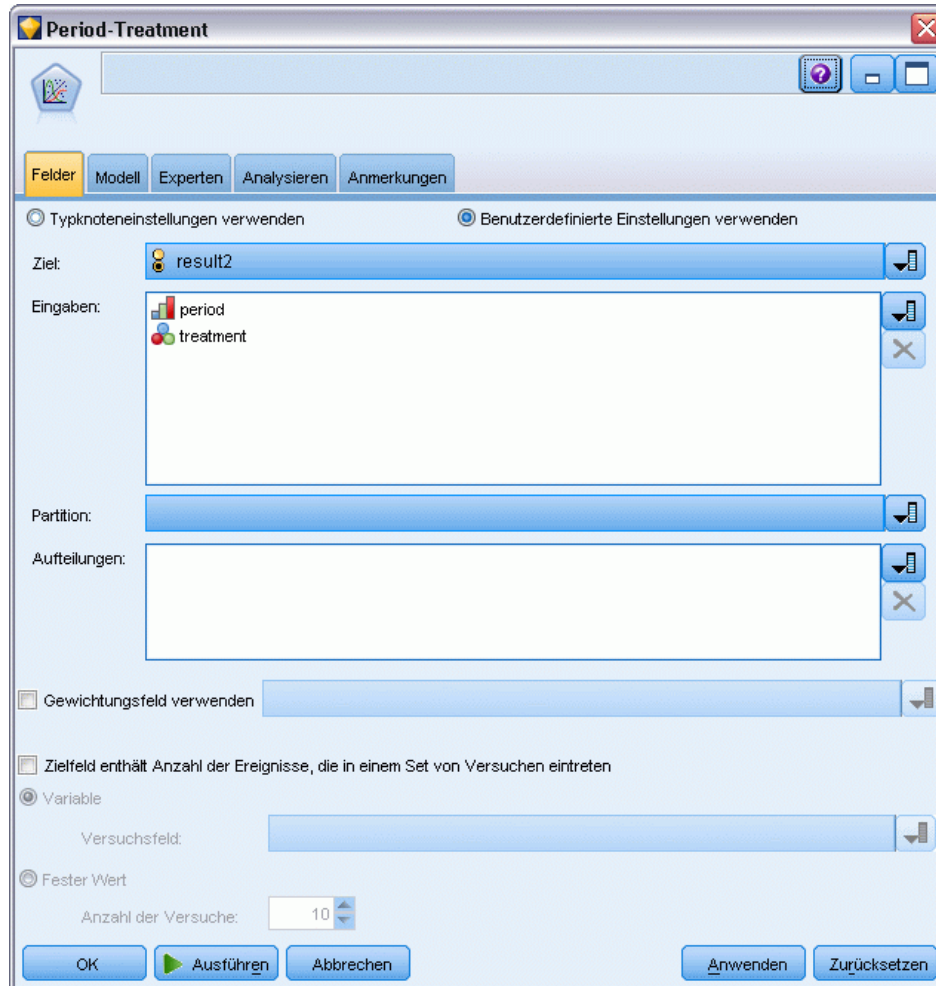 Period-Treatment
Felder Modell Experten Analysieren Anmerkungen
Typknoteneinstellungen verwenden Benutzerdefinierte Einstellungen verwenden
Ziel: result2
Eingaben: period
treatment
Partition:
Aufteilungen:
Gewichtungsfeld verwenden
Zielfeld enthält Anzahl der Ereignisse, die in einem Set von Versuchen eintreten
Variable
Versuchsfeld:
Fester Wert
Anzahl der Versuche: 10
OK Ausführen Abbrechen Anwenden Zurücksetzen